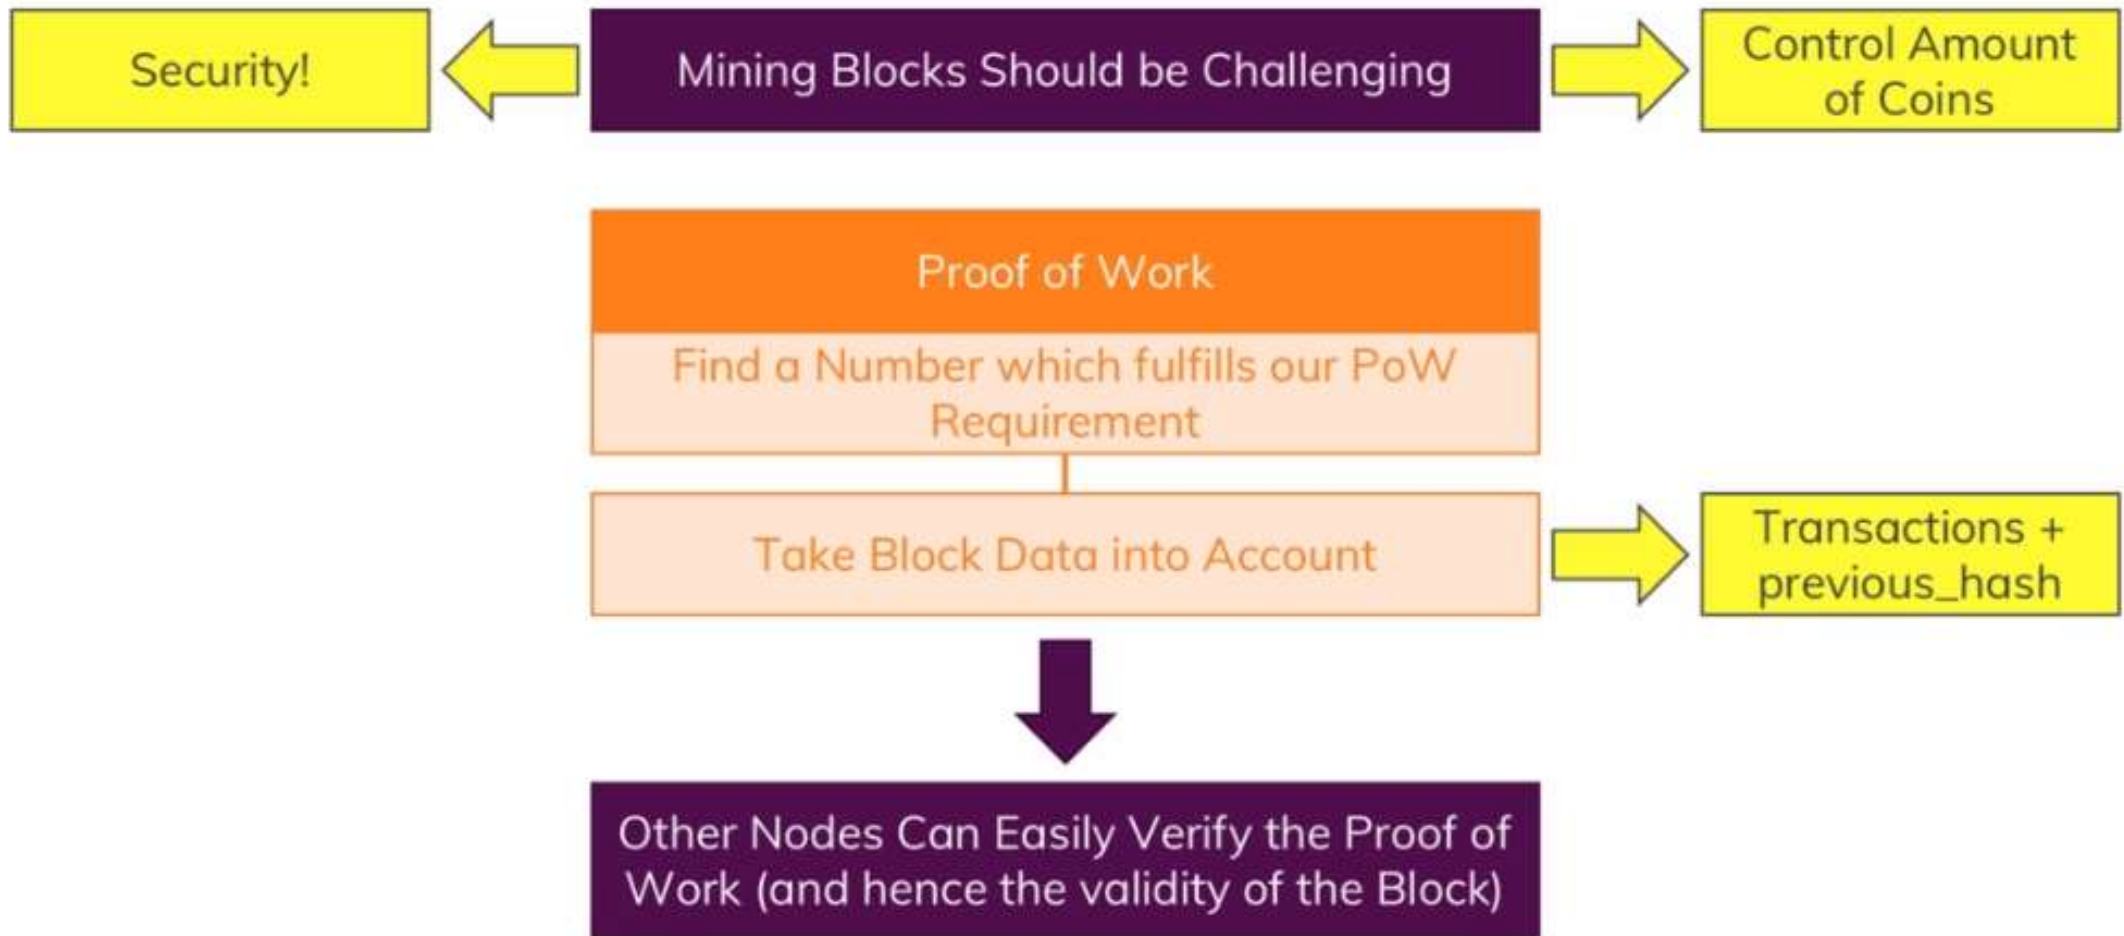 Security!
Mining Blocks Should be Challenging
Control Amount
of Coins
Proof of Work
Find a Number which fulfills our PoW
Requirement
Take Block Data into Account
Transactions +
previous_hash
Other Nodes Can Easily Verify the Proof of
Work (and hence the validity of the Block)